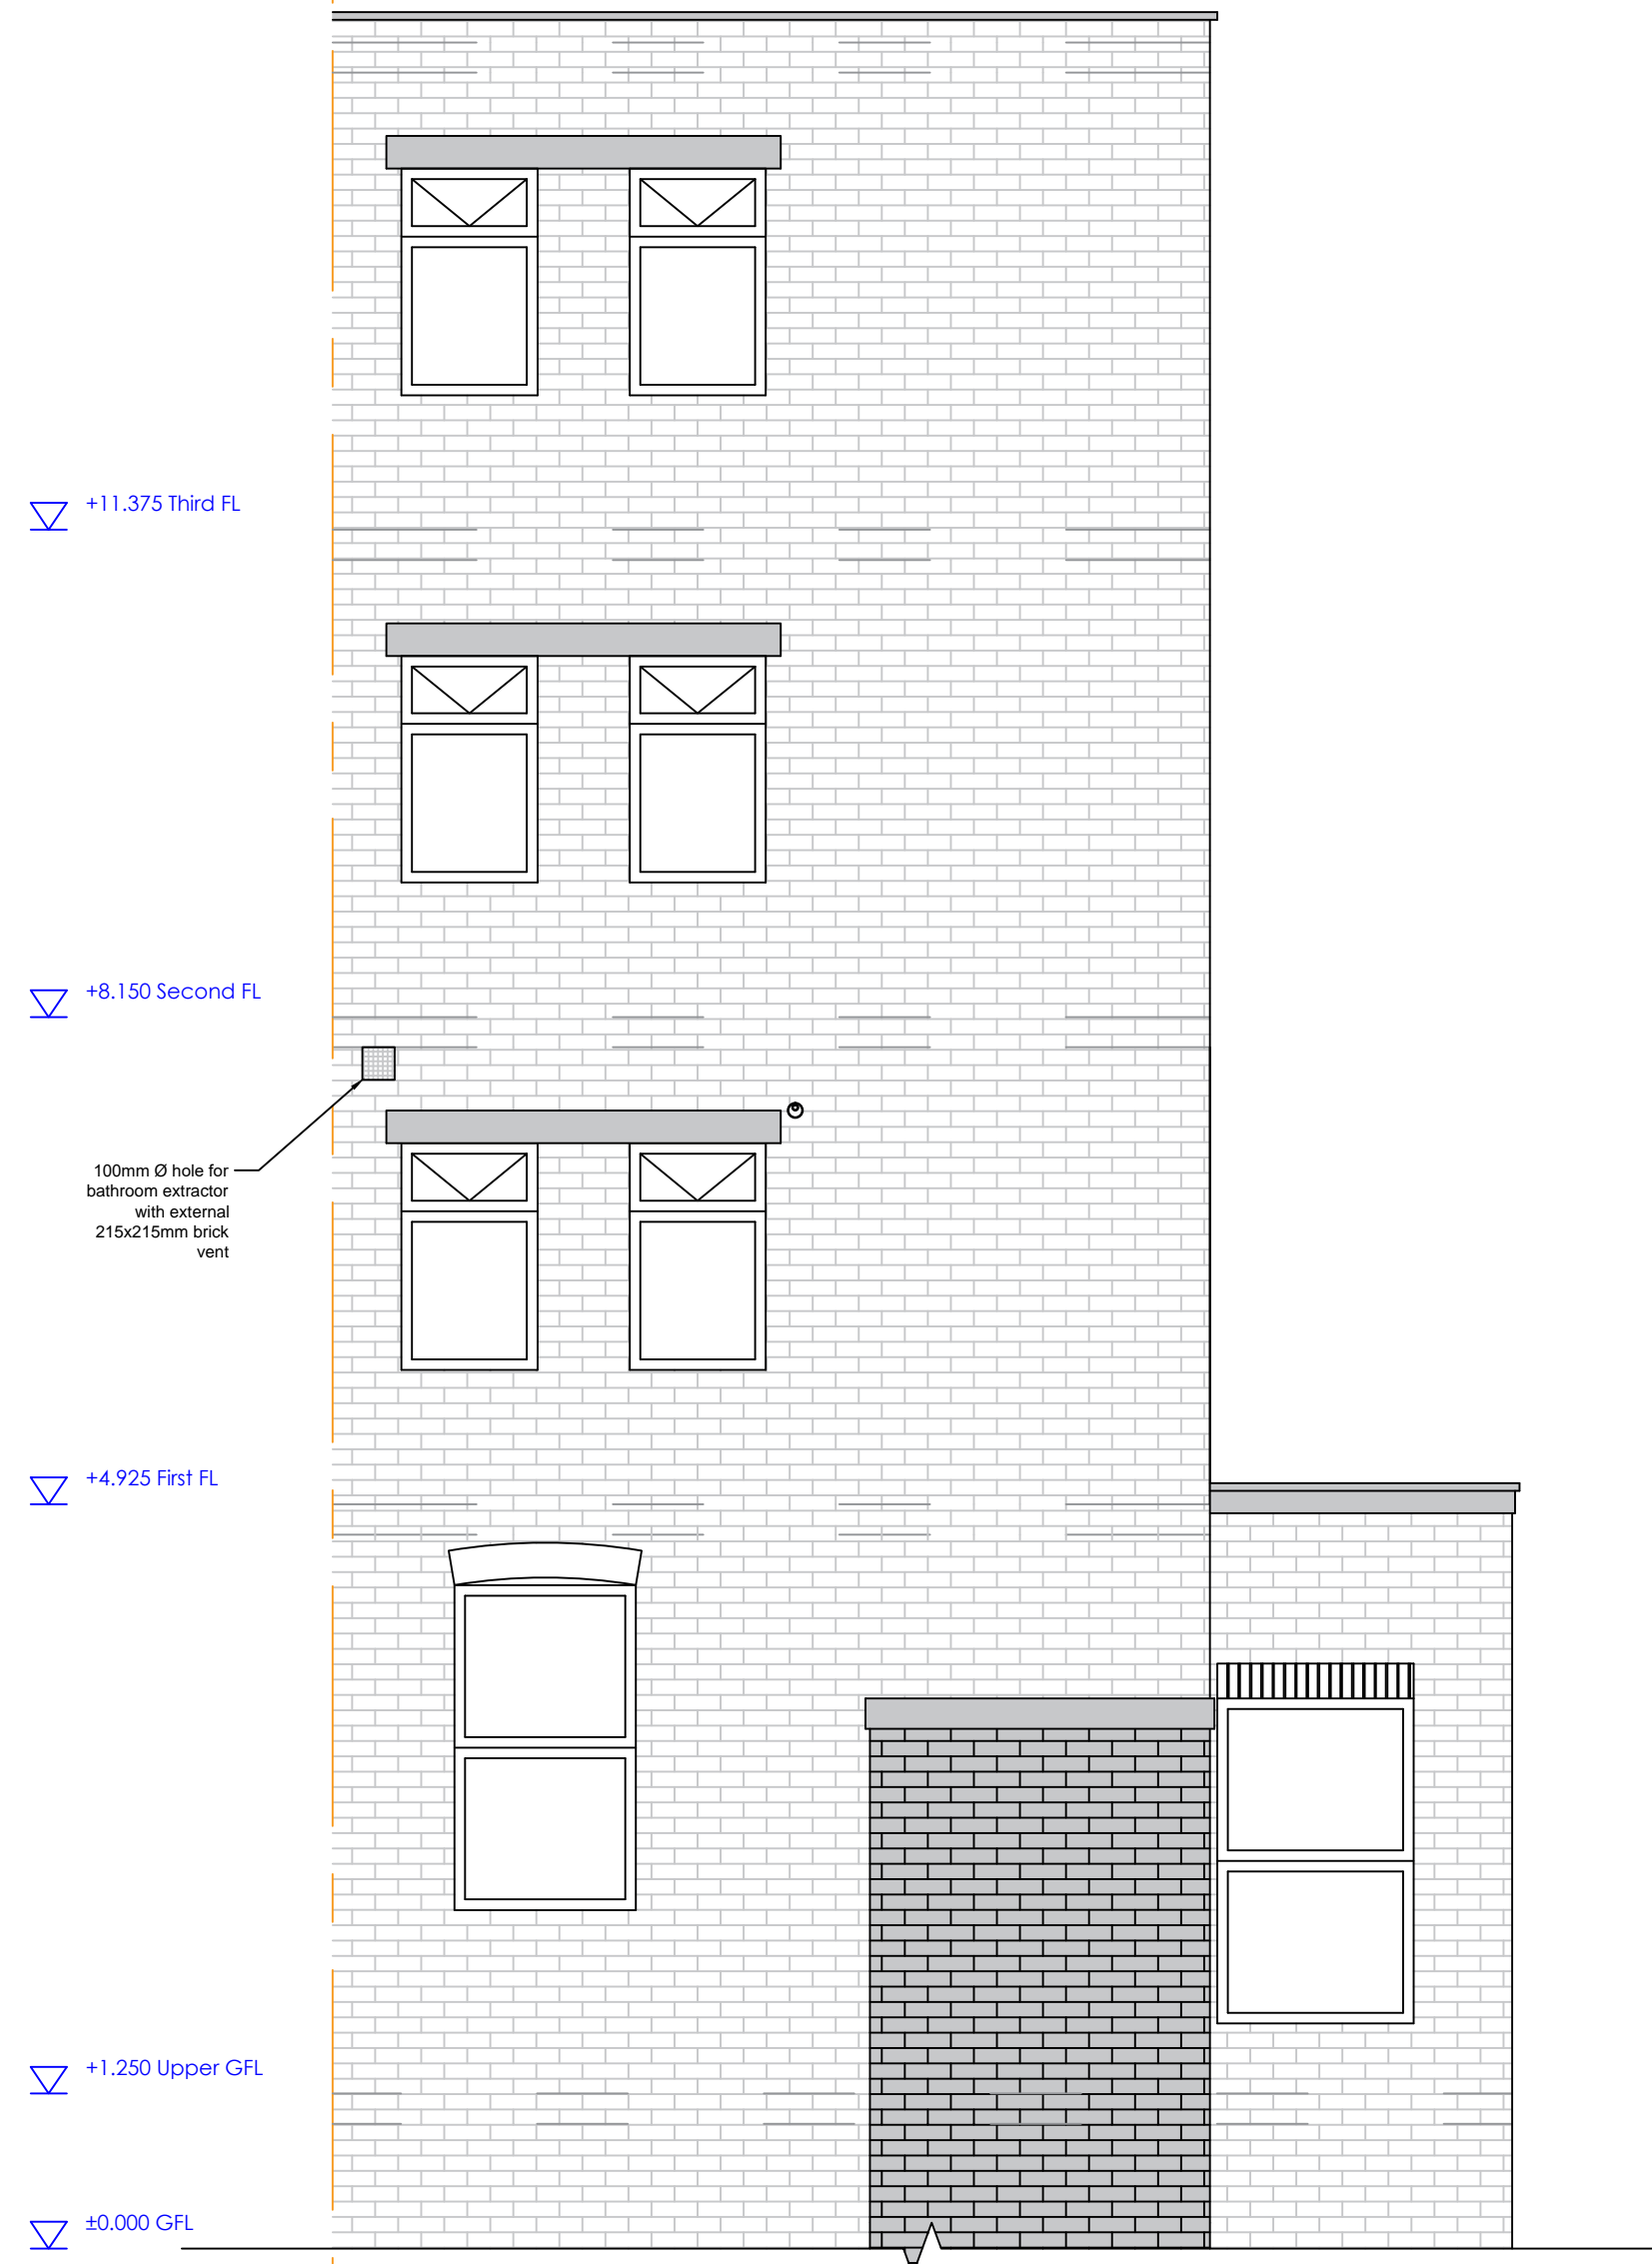 +11.375 Third FL
+8.150 Second FL
100mm Ø hole for
bathroom extractor
with external
215x215mm brick
vent
+4.925 First FL
+1.250 Upper GFL
±0.000 GFL